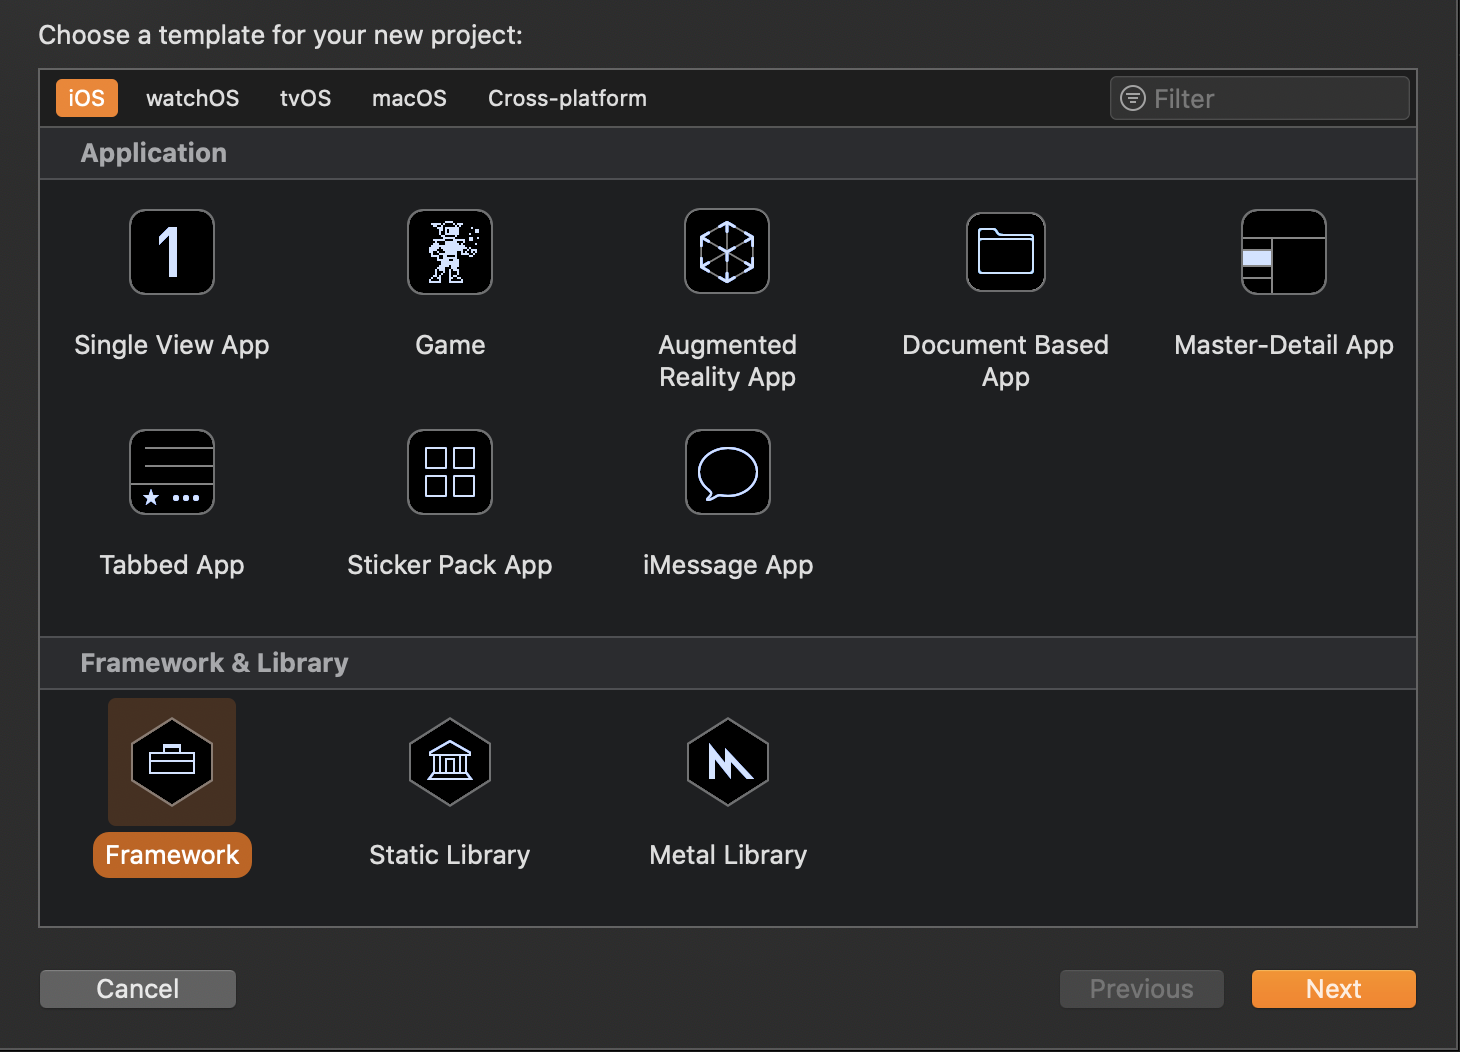 Choose a template for your new project:
iOS watchOS tvOS macOS Cross-platform Filter
Application
1
Single View App Game Augmented Reality App Document Based App Master-Detail App
Tabbed App Sticker Pack App iMessage App
Framework & Library
Framework Static Library Metal Library
Cancel Previous Next